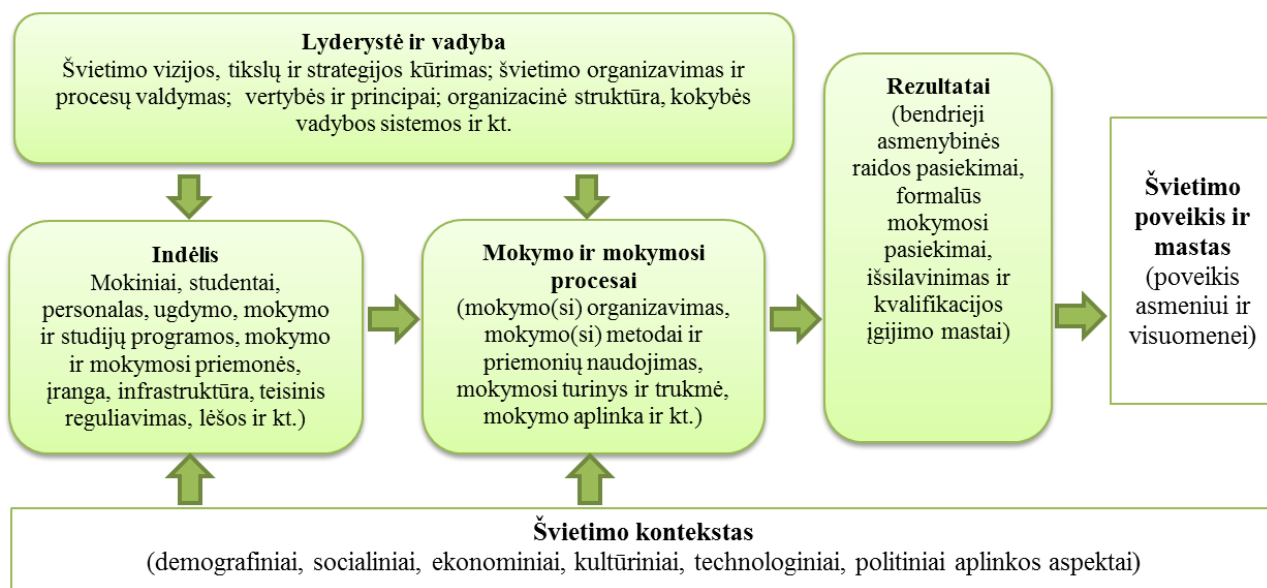 Lyderystė ir vadyba
Švietimo vizijos, tikslų ir strategijos kūrimas; švietimo organizavimas ir
procesų valdymas;  vertybės ir principai; organizacinė struktūra, kokybės
vadybos sistemos ir kt.
Indėlis
Mokiniai, studentai,
personalas, ugdymo, mokymo
ir studijų programos, mokymo
ir mokymosi priemonės,
įranga, infrastruktūra, teisinis
reguliavimas, lėšos ir kt.)
Mokymo ir mokymosi
procesai
(mokymo(si) organizavimas,
mokymo(si) metodai ir
priemonių naudojimas,
mokymosi turinys ir trukmė,
mokymo aplinka ir kt.)
Rezultatai
(bendrieji
asmenybinės
raidos pasiekimai,
formalūs
mokymosi
pasiekimai,
išsilavinimas ir
kvalifikacijos
įgijimo mastai)
Švietimo
poveikis ir
mastas
(poveikis
asmeniui ir
visuomenei)
Švietimo kontekstas
(demografiniai, socialiniai, ekonominiai, kultūriniai, technologiniai, politiniai aplinkos aspektai)